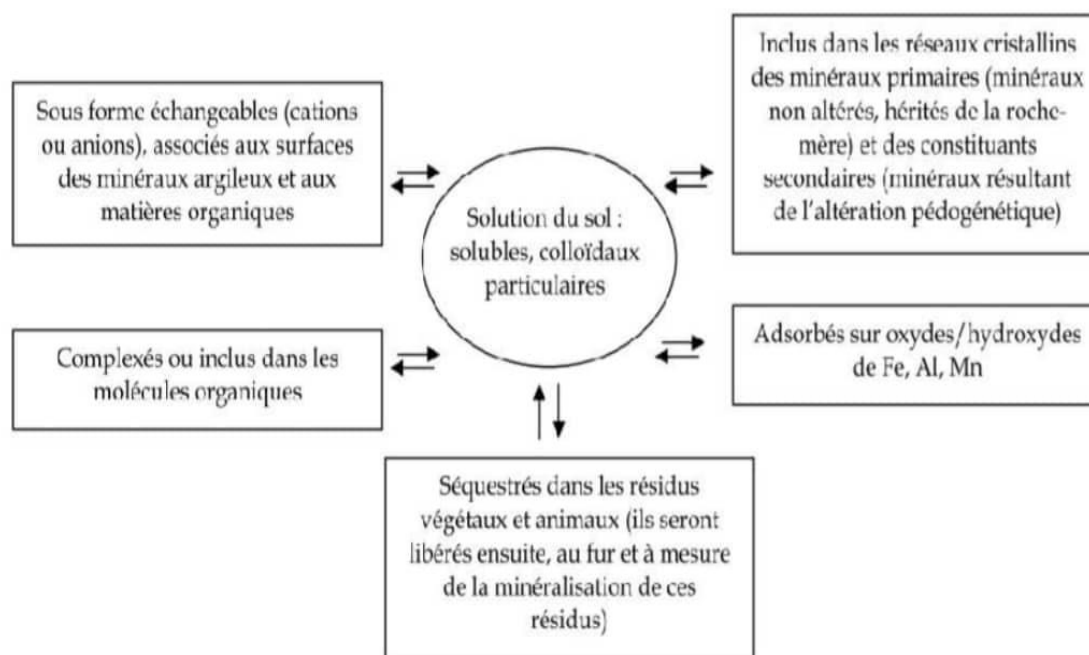 Sous forme échangeables (cations
ou anions), associés aux surfaces
des minéraux argileux et aux
matières organiques
Inclus dans les réseaux cristallins
des minéraux primaires (minéraux
non altérés, hérités de la roche-
mère) et des constituants
secondaires (minéraux résultant
de l'altération pédogénétique)
Solution du sol :
solubles, colloïdaux
particulaires
Complexés ou inclus dans les
molécules organiques
Adsorbés sur oxydes/hydroxydes
de Fe, Al, Mn
Séquestrés dans les résidus
végétaux et animaux (ils seront
libérés ensuite, au fur et à mesure
de la minéralisation de ces
résidus)